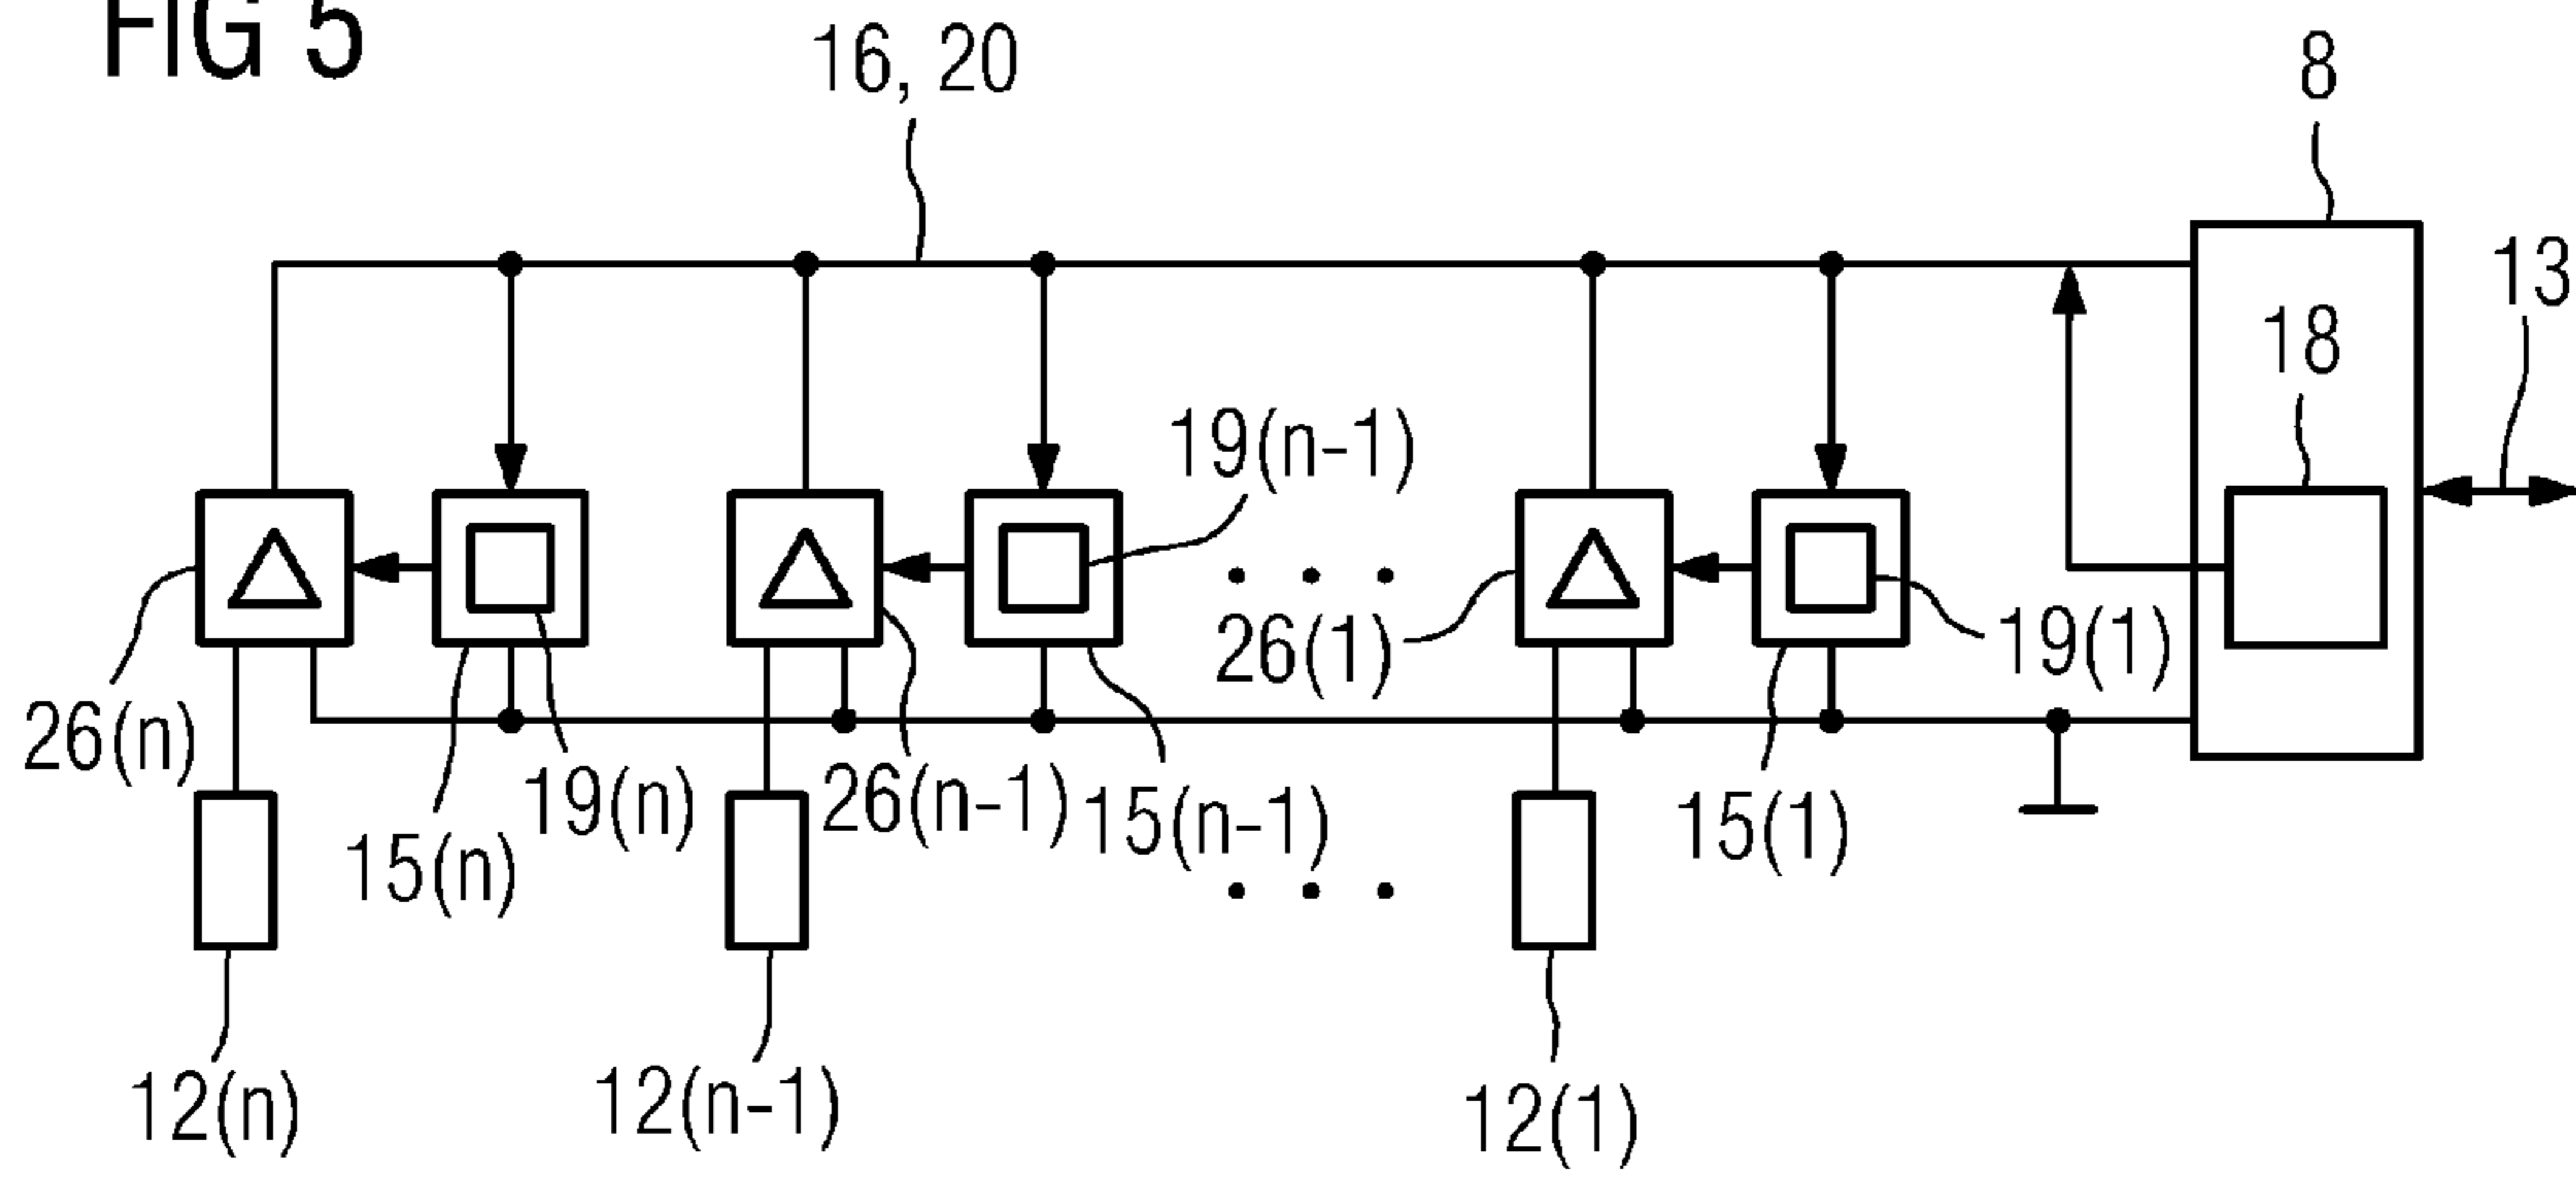 FIG 5
16, 20
8
13
18
19(n-1)
26(1)
19(1)
26(n)
19(n)
26(n-1)
15(n-1)
15(1)
15(n)
12(n)
12(n-1)
12(1)